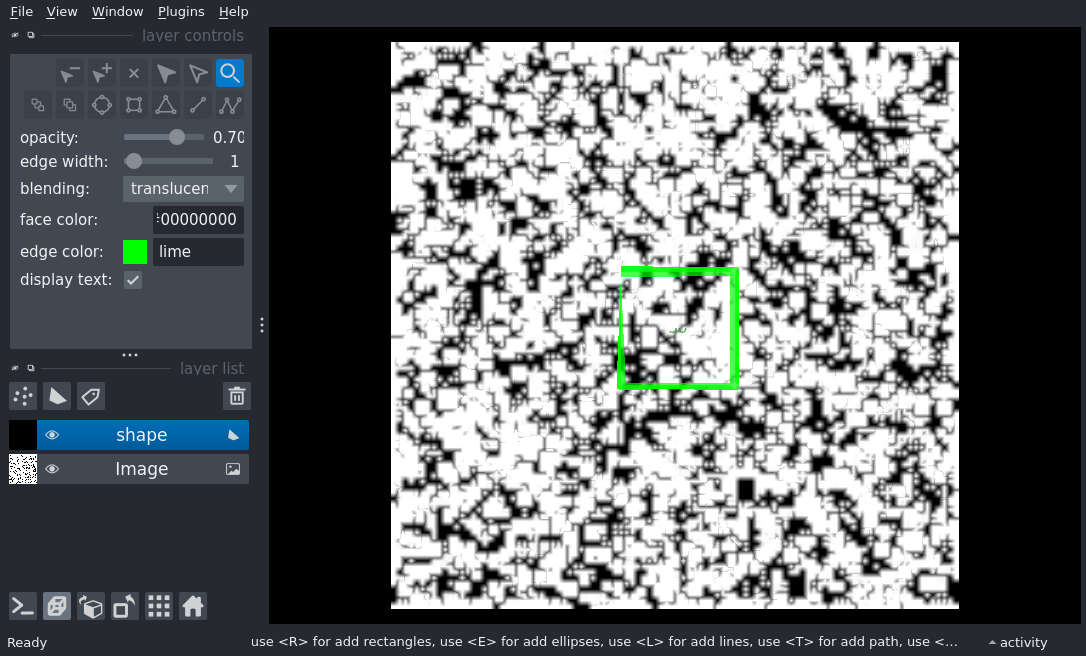 File View Window Plugins Help
layer controls
opacity: 0.70
edge width: 1
blending: translucen
face color: 00000000
edge color: lime
display text:
layer list
shape
Image
Ready use <R> for add rectangles, use <E> for add ellipses, use <L> for add lines, use <T> for add path, use <... activity